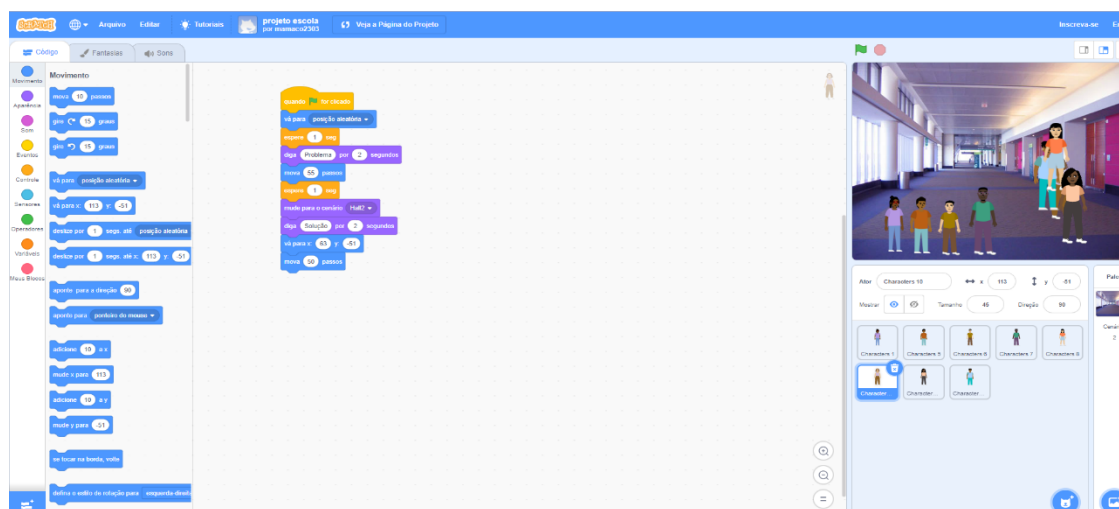 SCRATCH Arquivo Editar Tutoriais projeto escola Veja a Página do Projeto Inscreva-se
por mamaco2303
Código Fantasias Sons
Movimento
Movimento
mova 10 passos
Aparência
gire 15 graus
Som
gire 15 graus
Eventos
Controle
vá para posição aleatória
Sensores
vá para x: 113 y: -51
Operadores
deslize por 1 segs. até posição aleatória
Variáveis
deslize por 1 segs. até x: 113 y: -51
Meus Blocos
aponte para a direção 90
aponte para ponteiro do mouse
adicione 10 a x
mude x para 113
adicione 10 a y
mude y para -51
se tocar na borda, volte
defina o estilo de rotação para esquerda-direita
quando for clicado
vá para posição aleatória
espere 1 seg
diga Problema por 2 segundos
mova 55 passos
espere 1 seg
mude para o cenário Hall2
diga Solução por 2 segundos
vá para x: 63 y: -51
mova 50 passos
Ator Characters 10 x 113 y -51
Mostrar Tamanho 45 Direção 90
Characters 1 Characters 5 Characters 6 Characters 7 Characters 8
Character... Character... Character...
Palc
Cenár
2